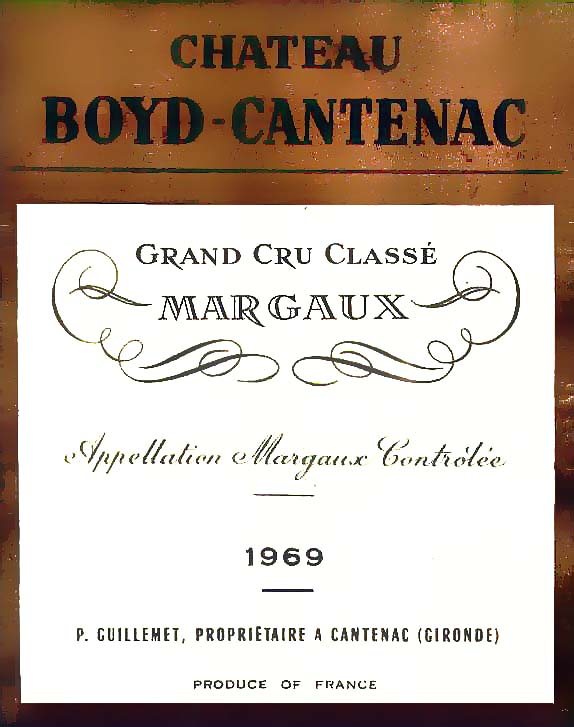 CHATEAU
BOYD-CANTENAC
GRAND CRU CLASSÉ
MARGAUX
Appellation Margaux Contrôlée
1969
P. GUILLEMET, PROPRIÉTAIRE A CANTENAC (GIRONDE)
PRODUCE OF FRANCE